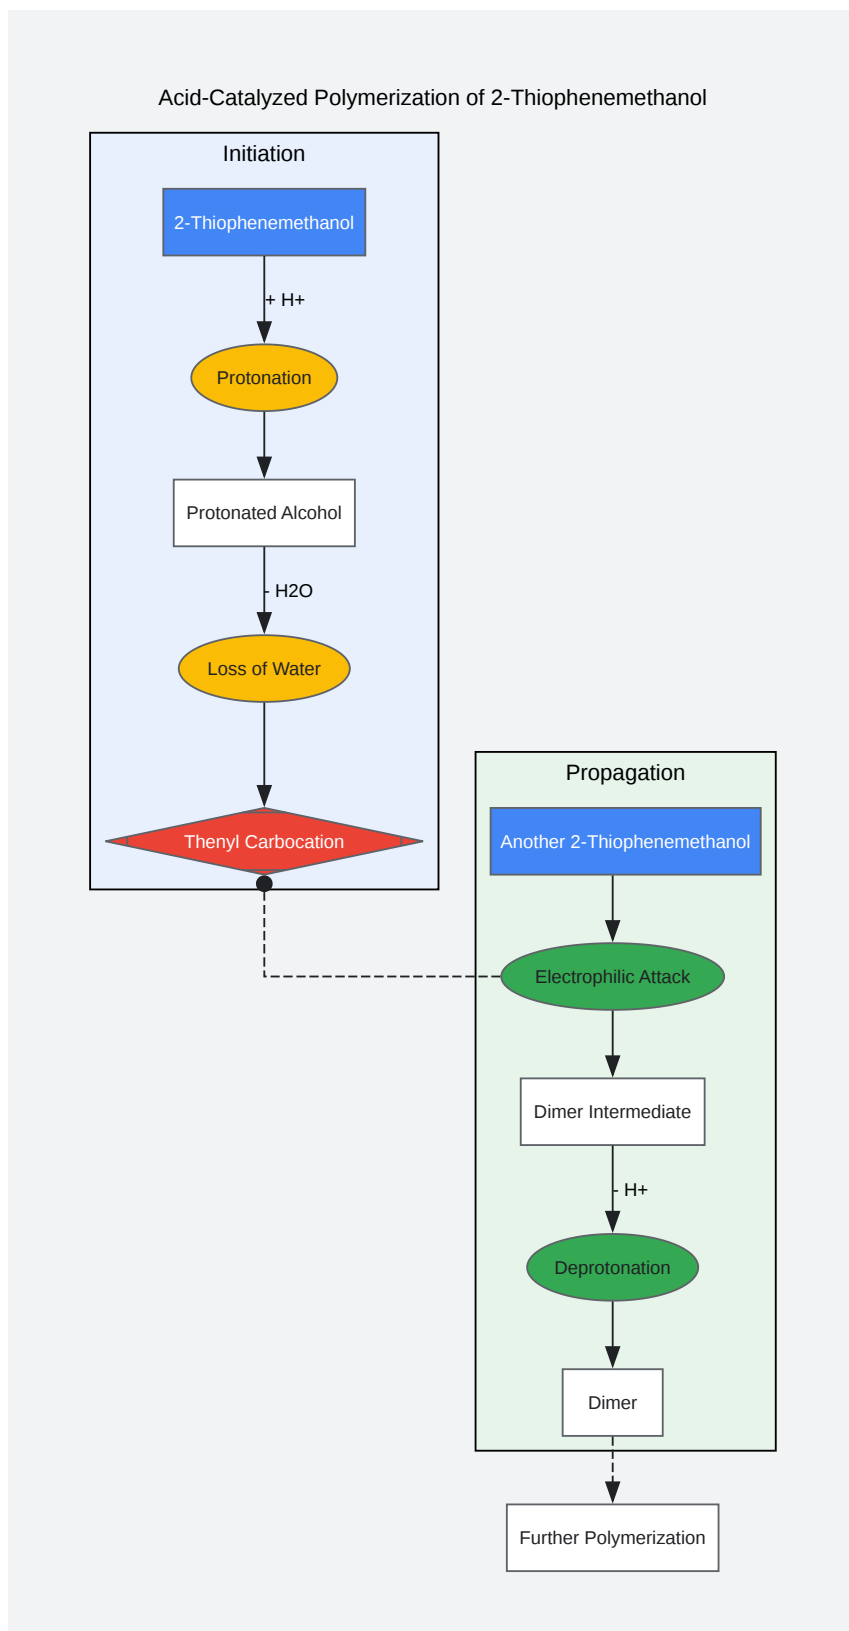 Acid-Catalyzed Polymerization of 2-Thiophenemethanol
Initiation
2-Thiophenemethanol
+ H+
Protonation
Protonated Alcohol
- H2O
Loss of Water
Thenyl Carbocation
Propagation
Another 2-Thiophenemethanol
Electrophilic Attack
Dimer Intermediate
- H+
Deprotonation
Dimer
Further Polymerization